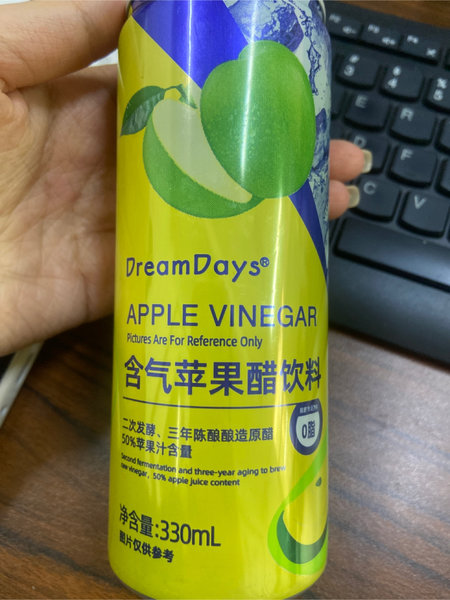 DreamDays®
APPLE VINEGAR
Pictures Are For Reference Only
含气苹果醋饮料
0脂
二次发酵、三年陈酿酿造原醋
50%苹果汁含量
Second fermentation and three-year aging to brew
raw vinegar, 50% apple juice content
净含量:330mL
图片仅供参考
3
4
5
E
R
D
F
C
V